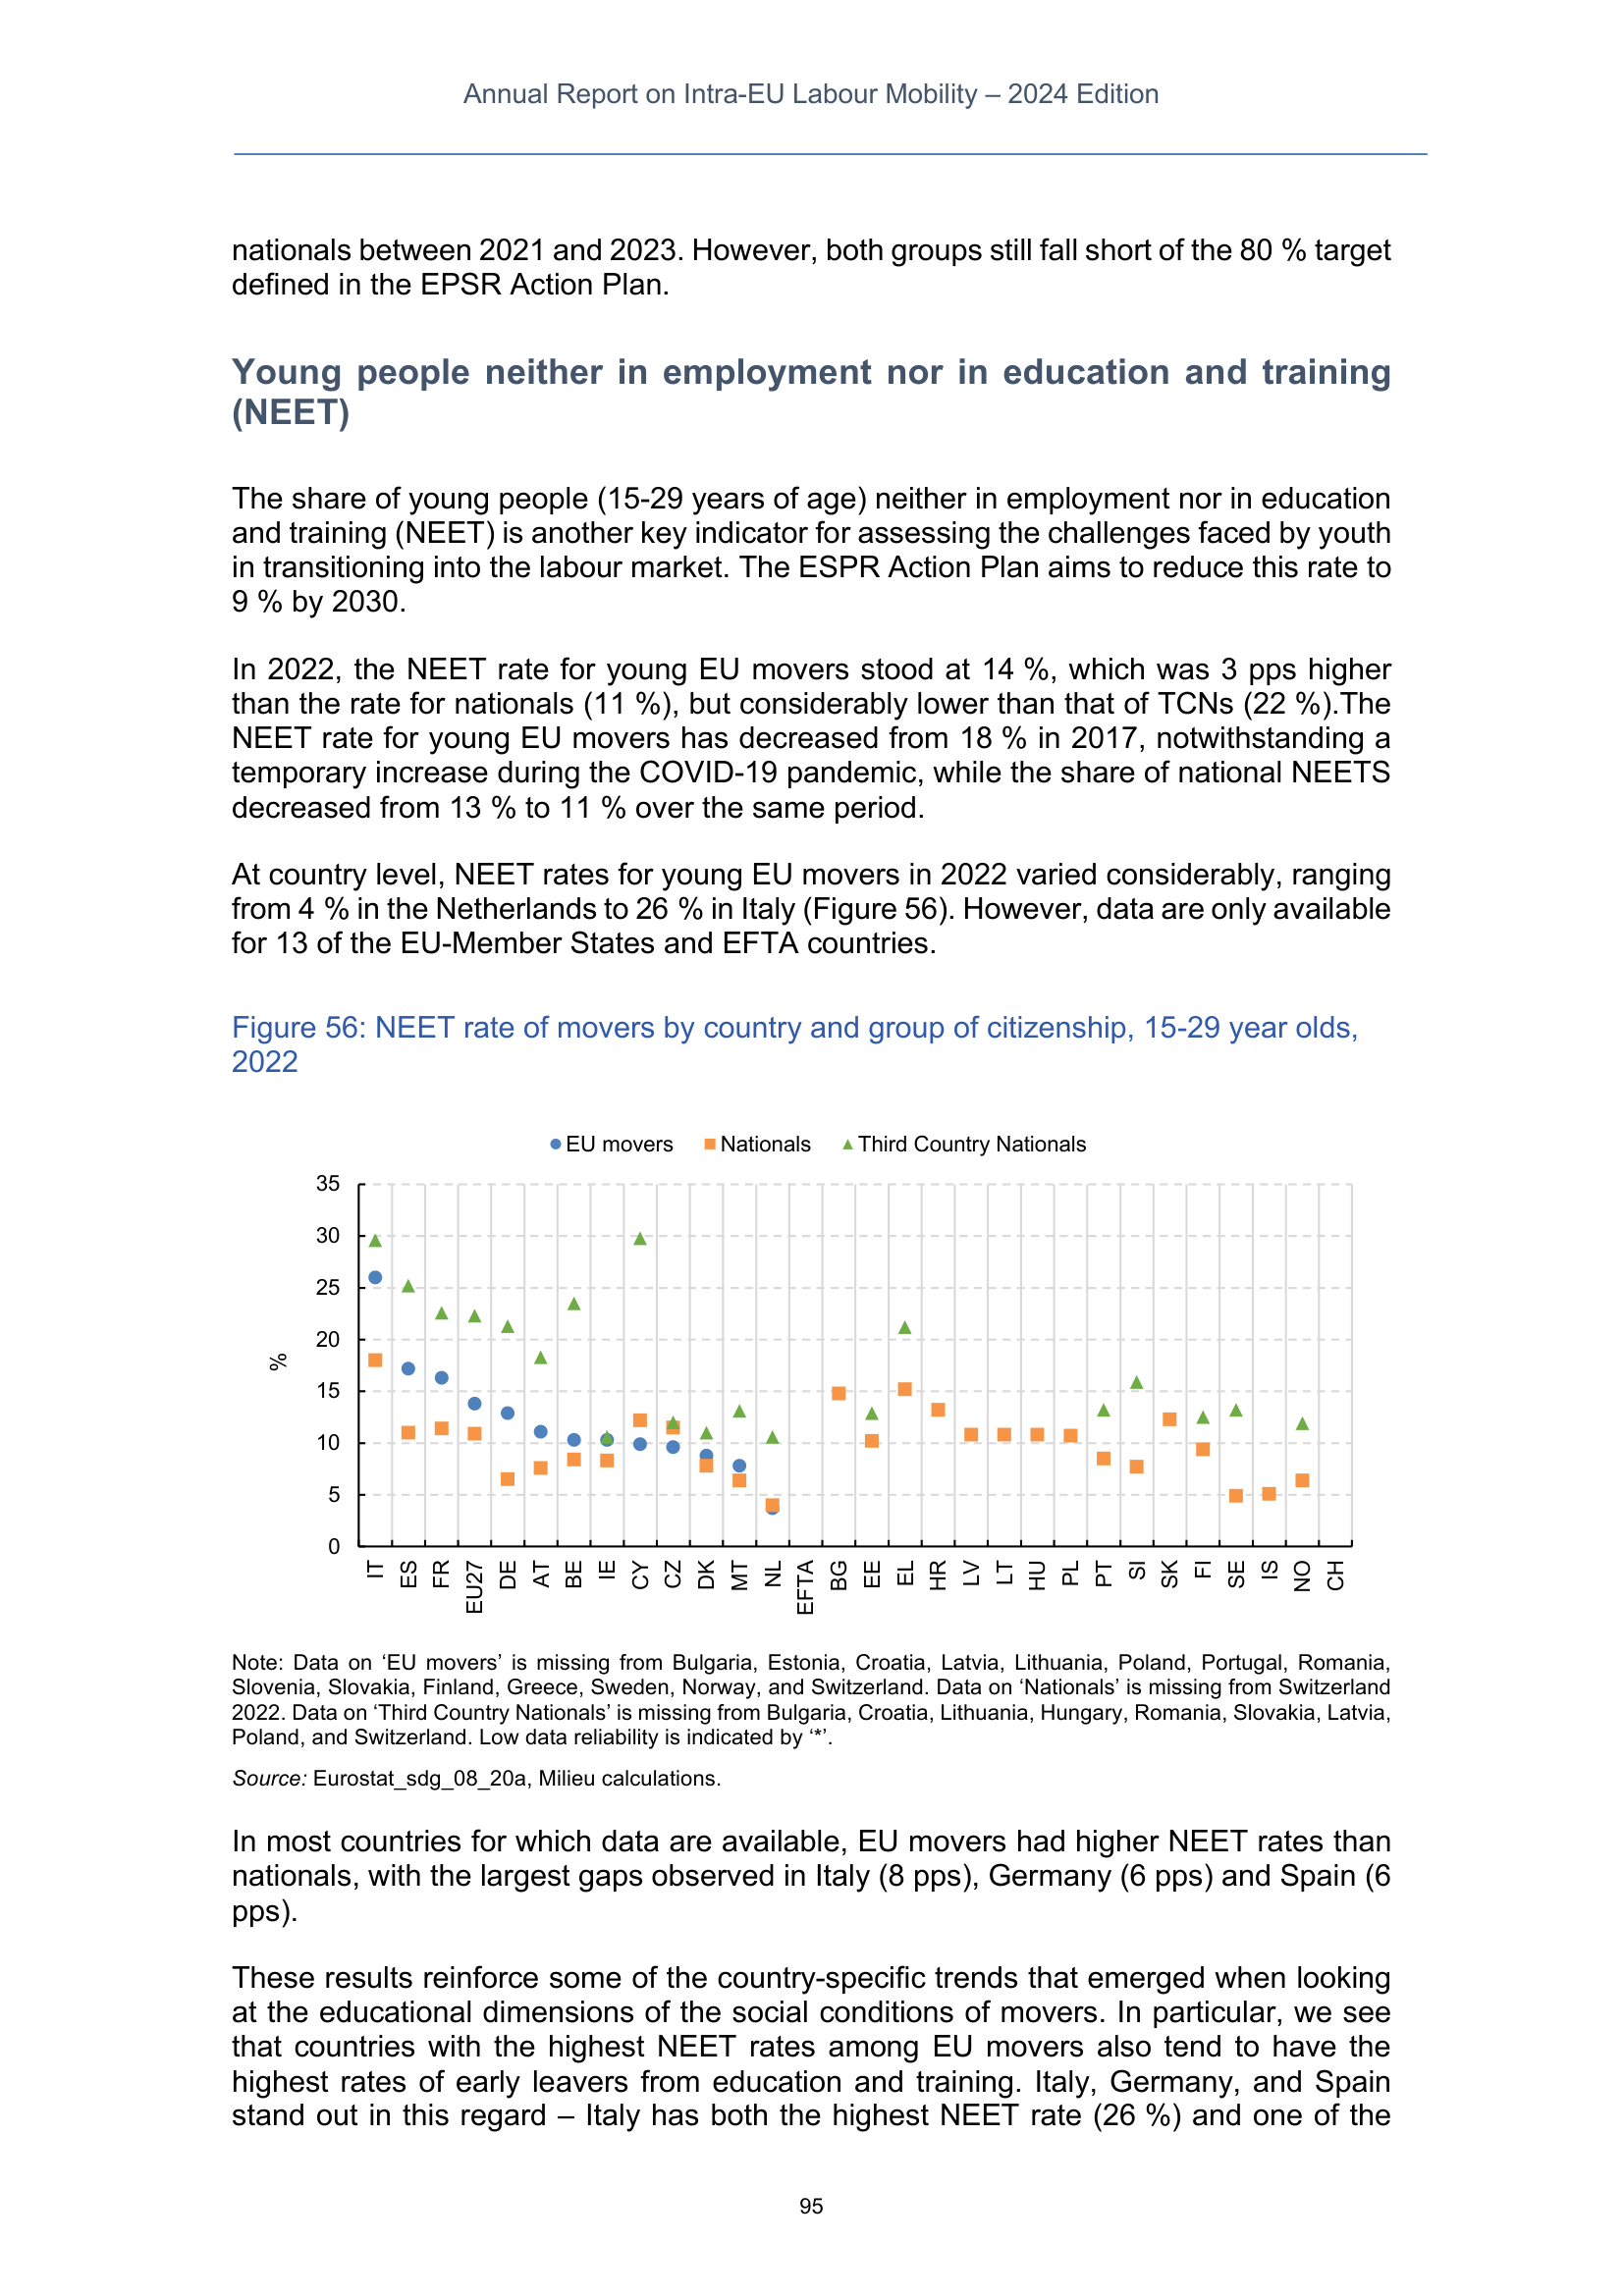 Annual Report on Intra-EU Labour Mobility – 2024 Edition
nationals between 2021 and 2023. However, both groups still fall short of the 80 % target
defined in the EPSR Action Plan.
Young people neither in employment nor in education and training
(NEET)
The share of young people (15-29 years of age) neither in employment nor in education
and training (NEET) is another key indicator for assessing the challenges faced by youth
in transitioning into the labour market. The ESPR Action Plan aims to reduce this rate to
9 % by 2030.
In 2022, the NEET rate for young EU movers stood at 14 %, which was 3 pps higher
than the rate for nationals (11 %), but considerably lower than that of TCNs (22 %).The
NEET rate for young EU movers has decreased from 18 % in 2017, notwithstanding a
temporary increase during the COVID-19 pandemic, while the share of national NEETS
decreased from 13 % to 11 % over the same period.
At country level, NEET rates for young EU movers in 2022 varied considerably, ranging
from 4 % in the Netherlands to 26 % in Italy (Figure 56). However, data are only available
for 13 of the EU-Member States and EFTA countries.
Figure 56: NEET rate of movers by country and group of citizenship, 15-29 year olds,
2022
EU movers Nationals Third Country Nationals
35
30
25
20
15
10
5
0
%
IT ES FR EU27 DE AT BE IE CY CZ DK MT NL EFTA BG EE EL HR LV LT HU PL PT SI SK FI SE IS NO CH
Note: Data on ‘EU movers’ is missing from Bulgaria, Estonia, Croatia, Latvia, Lithuania, Poland, Portugal, Romania,
Slovenia, Slovakia, Finland, Greece, Sweden, Norway, and Switzerland. Data on ‘Nationals’ is missing from Switzerland
2022. Data on ‘Third Country Nationals’ is missing from Bulgaria, Croatia, Lithuania, Hungary, Romania, Slovakia, Latvia,
Poland, and Switzerland. Low data reliability is indicated by ‘*’.
Source: Eurostat_sdg_08_20a, Milieu calculations.
In most countries for which data are available, EU movers had higher NEET rates than
nationals, with the largest gaps observed in Italy (8 pps), Germany (6 pps) and Spain (6
pps).
These results reinforce some of the country-specific trends that emerged when looking
at the educational dimensions of the social conditions of movers. In particular, we see
that countries with the highest NEET rates among EU movers also tend to have the
highest rates of early leavers from education and training. Italy, Germany, and Spain
stand out in this regard – Italy has both the highest NEET rate (26 %) and one of the
95